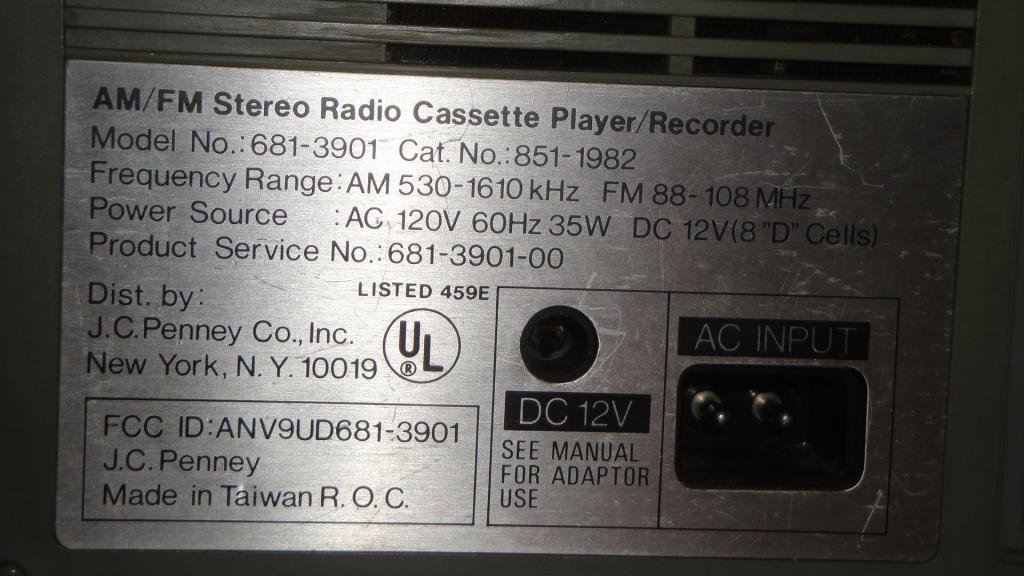 AM/FM Stereo Radio Cassette Player/Recorder
Model No.:681-3901 Cat. No.:851-1982
Frequency Range:AM 530-1610 kHz FM 88-108 MHz
Power Source :AC 120V 60Hz 35W DC 12V(8 "D" Cells)
Product Service No.:681-3901-00
Dist. by:
J.C.Penney Co., Inc.
New York, N. Y. 10019
LISTED 459E
UL
®
FCC ID:ANV9UD681-3901
J.C. Penney
Made in Taiwan R. O. C.
DC 12V
SEE MANUAL
FOR ADAPTOR
USE
AC INPUT